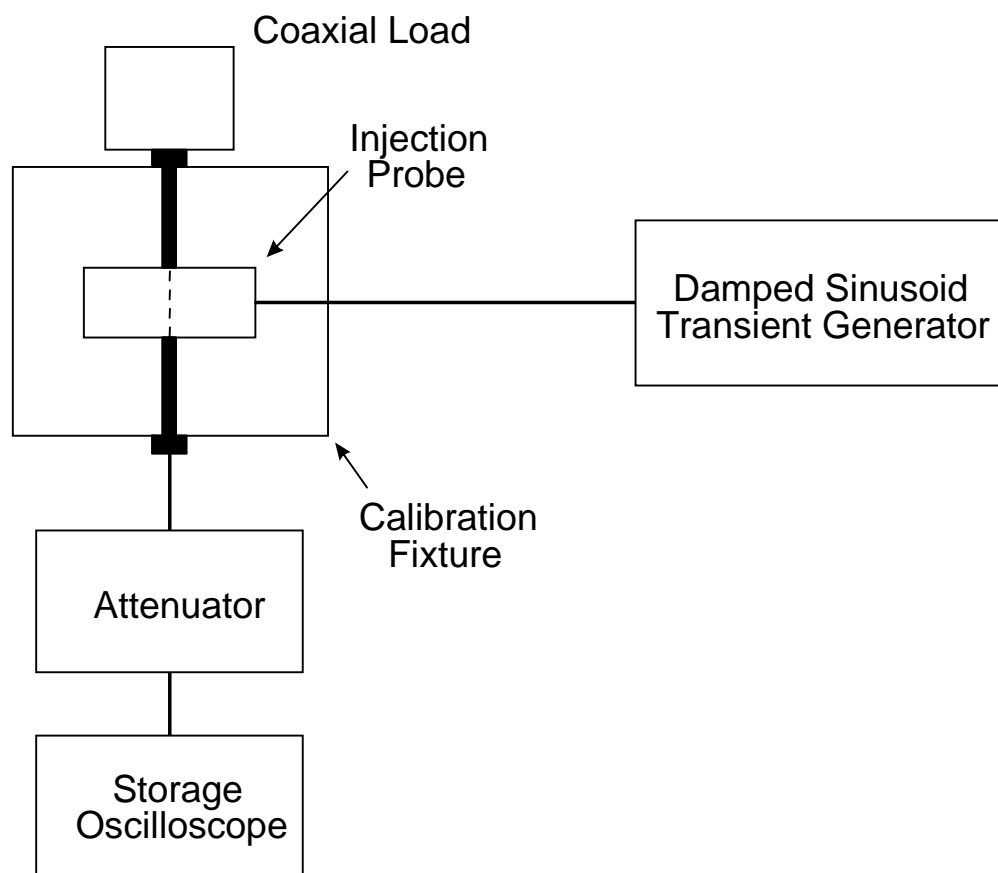 Coaxial Load
Injection
Probe
Damped Sinusoid
Transient Generator
Calibration
Fixture
Attenuator
Storage
Oscilloscope